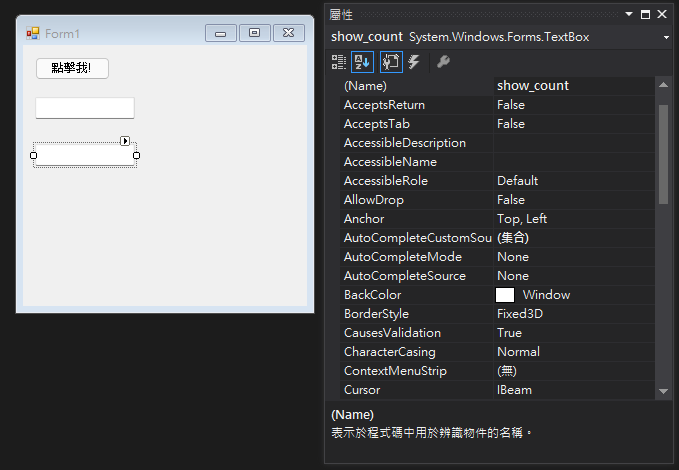 Form1
點擊我!
屬性
show_count System.Windows.Forms.TextBox
(Name) show_count
AcceptsReturn False
AcceptsTab False
AccessibleDescription
AccessibleName
AccessibleRole Default
AllowDrop False
Anchor Top, Left
AutoCompleteCustomSou (集合)
AutoCompleteMode None
AutoCompleteSource None
BackColor Window
BorderStyle Fixed3D
CausesValidation True
CharacterCasing Normal
ContextMenuStrip (無)
Cursor IBeam
(Name)
表示於程式碼中用於辨識物件的名稱。